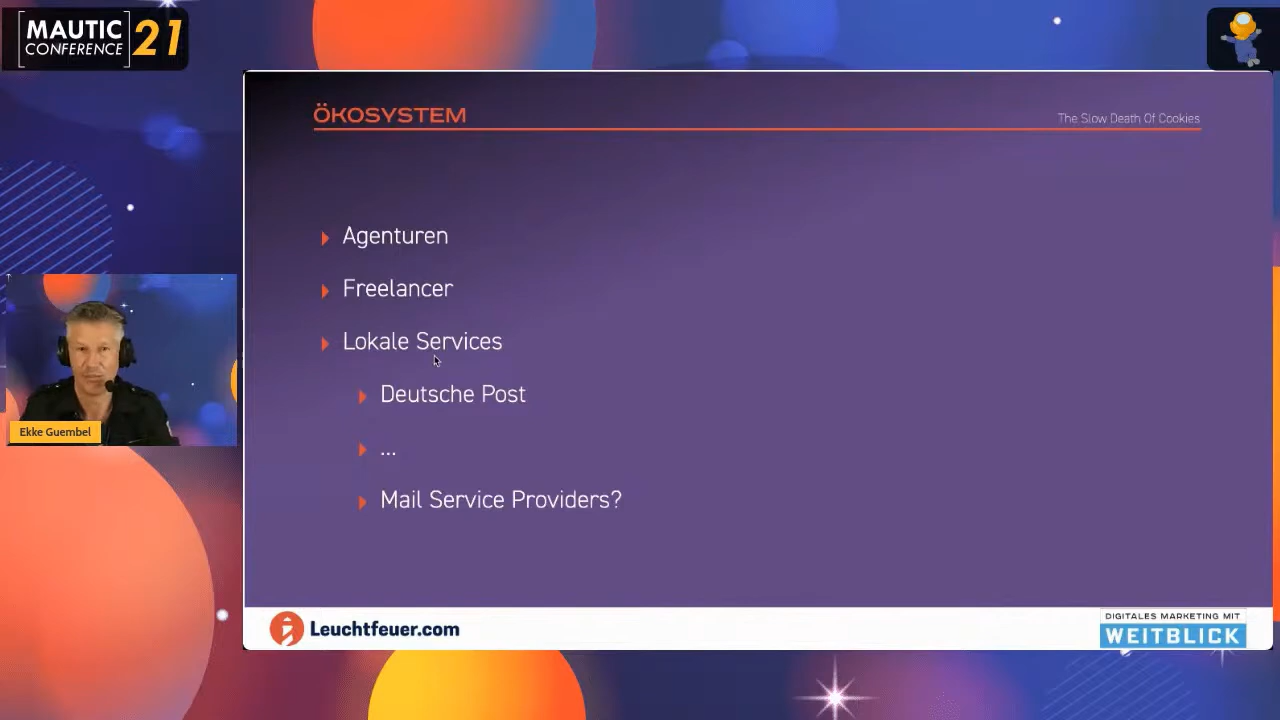 MAUTIC
CONFERENCE
21
ÖKOSYSTEM
The Slow Death Of Cookies
Agenturen
Freelancer
Lokale Services
Deutsche Post
...
Mail Service Providers?
Ekke Guembel
Leuchtfeuer.com
DIGITALES MARKETING MIT
WEITBLICK